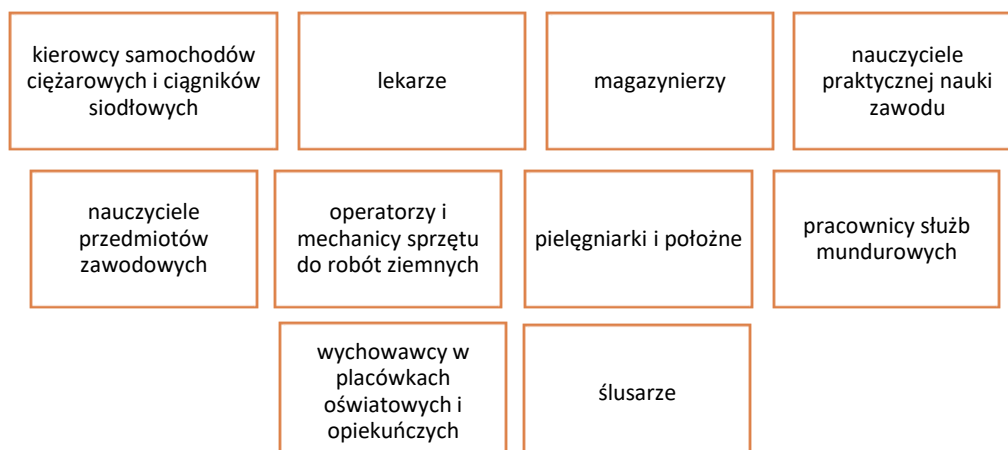 kierowcy samochodów
ciężarowych i ciągników
siodłowych
lekarze
magazynierzy
nauczyciele
praktycznej nauki
zawodu
nauczyciele
przedmiotów
zawodowych
operatorzy i
mechanicy sprzętu
do robót ziemnych
pielęgniarki i położne
pracownicy służb
mundurowych
wychowawcy w
placówkach
oświatowych i
opiekuńczych
ślusarze